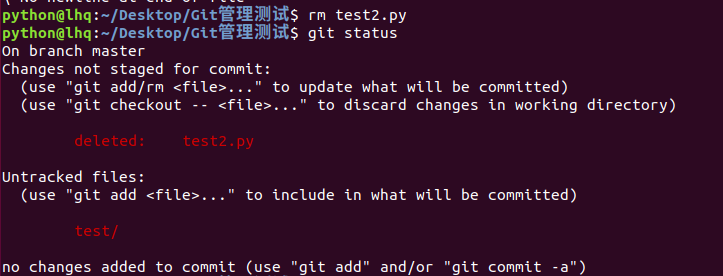 python@lhq:~/Desktop/Git管理测试$ rm test2.py
python@lhq:~/Desktop/Git管理测试$ git status
On branch master
Changes not staged for commit:
  (use "git add/rm <file>..." to update what will be committed)
  (use "git checkout -- <file>..." to discard changes in working directory)
        deleted:    test2.py
Untracked files:
  (use "git add <file>..." to include in what will be committed)
        test/
no changes added to commit (use "git add" and/or "git commit -a")